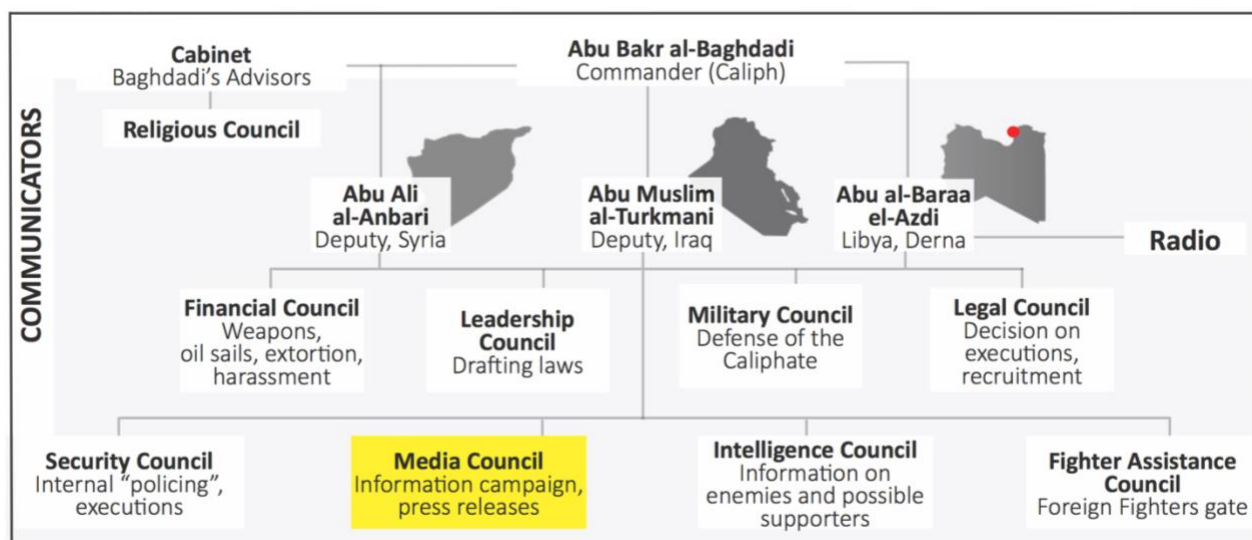 COMMUNICATORS
Cabinet
Baghdadi's Advisors
Religious Council
Abu Bakr al-Baghdadi
Commander (Caliph)
Abu Ali
al-Anbari
Deputy, Syria
Abu Muslim
al-Turkmani
Deputy, Iraq
Abu al-Baraa
el-Azdi
Libya, Derna
Radio
Financial Council
Weapons,
oil sails, extortion,
harassment
Leadership
Council
Drafting laws
Military Council
Defense of the
Caliphate
Legal Council
Decision on
executions,
recruitment
Security Council
Internal “policing”,
executions
Media Council
Information campaign,
press releases
Intelligence Council
Information on
enemies and possible
supporters
Fighter Assistance
Council
Foreign Fighters gate